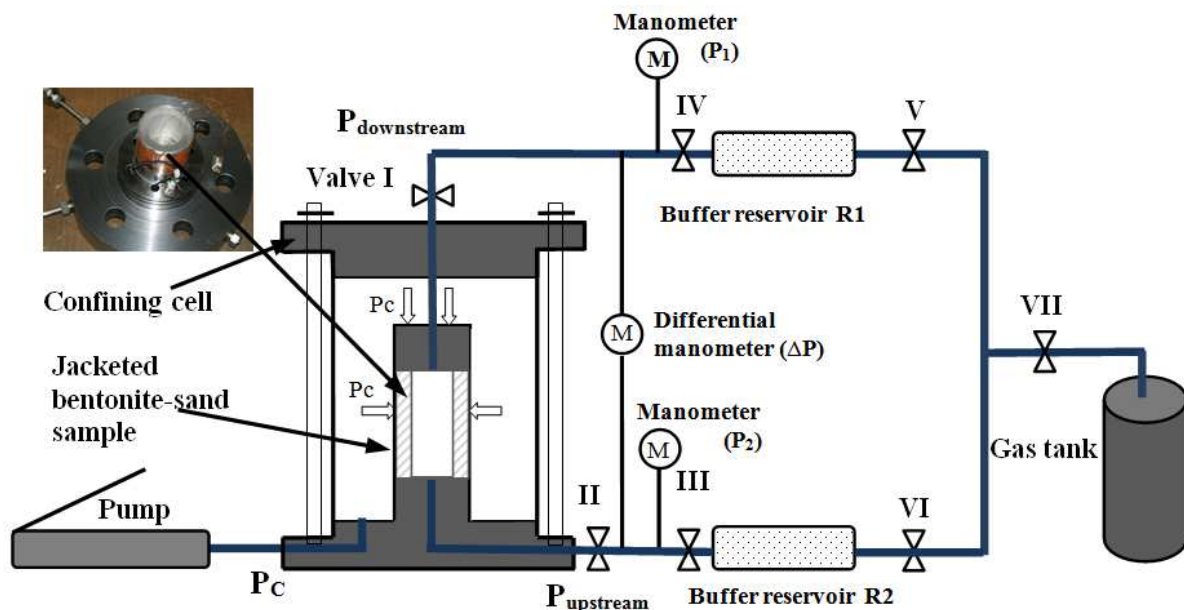 Manometer
(P1)
M
IV
V
Pdownstream
Valve I
Buffer reservoir R1
Confining cell
Pc
VII
M
Differential
manometer (ΔP)
Jacketed
bentonite-sand
sample
Pc
Manometer
(P2)
M
Gas tank
II
III
VI
Pump
PC
Pupstream
Buffer reservoir R2